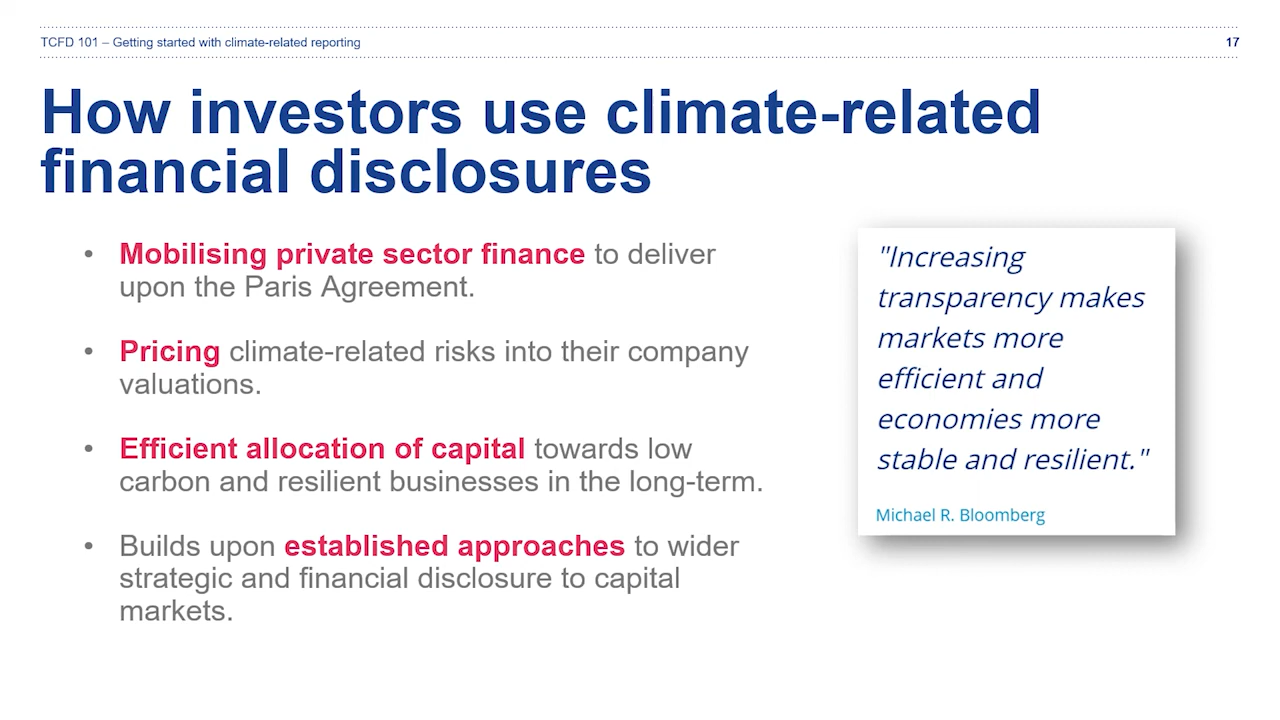 TCFD 101 – Getting started with climate-related reporting
17
How investors use climate-related
financial disclosures
• Mobilising private sector finance to deliver
upon the Paris Agreement.
• Pricing climate-related risks into their company
valuations.
• Efficient allocation of capital towards low
carbon and resilient businesses in the long-term.
• Builds upon established approaches to wider
strategic and financial disclosure to capital
markets.
"Increasing
transparency makes
markets more
efficient and
economies more
stable and resilient."
Michael R. Bloomberg